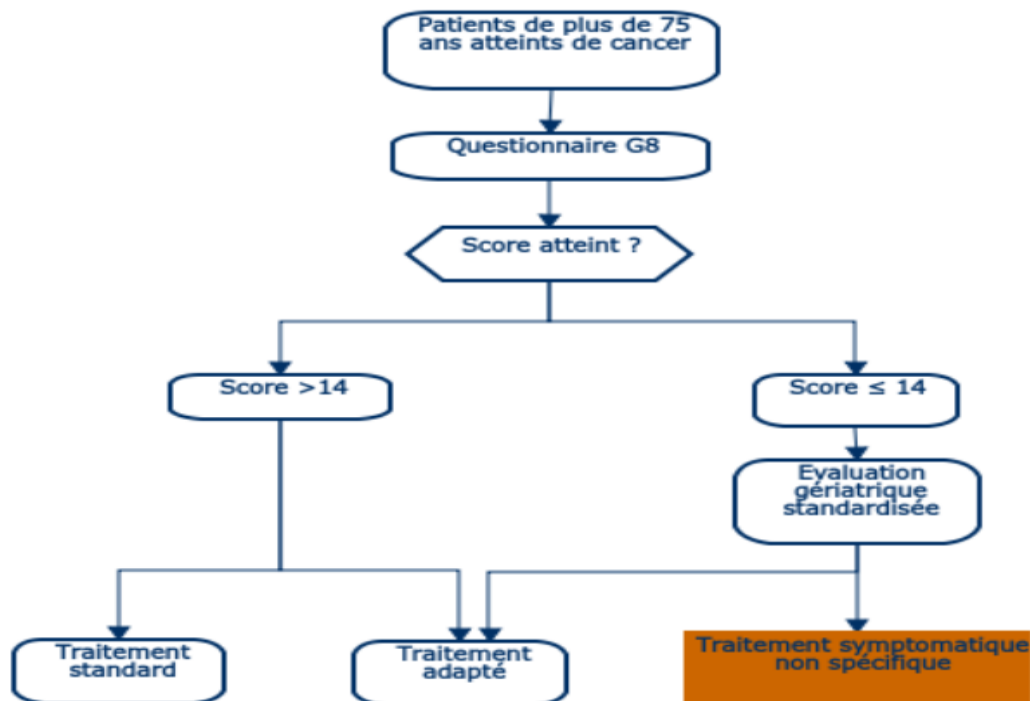 Patients de plus de 75
ans atteints de cancer
Questionnaire G8
Score atteint ?
Score >14
Score ≤ 14
Evaluation
gériatrique
standardisée
Traitement
standard
Traitement
adapté
Traitement symptomatique
non spécifique